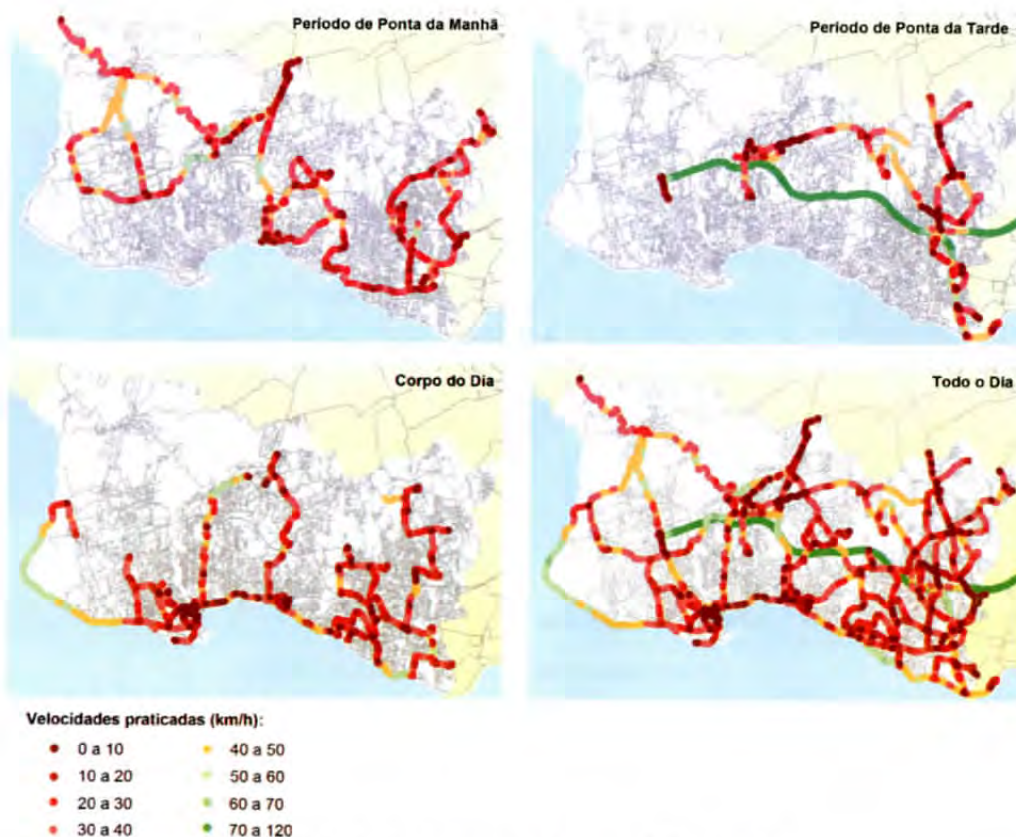 Período de Ponta da Manhã
Período de Ponta da Tarde
Corpo do Dia
Todo o Dia
Velocidades praticadas (km/h):
0 a 10
10 a 20
20 a 30
30 a 40
40 a 50
50 a 60
60 a 70
70 a 120